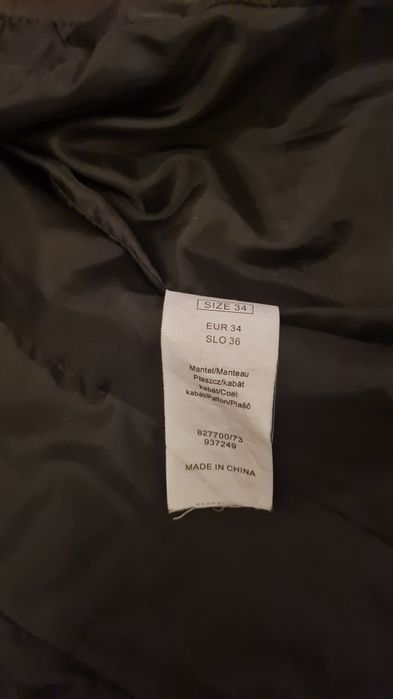 SIZE 34
EUR 34
SLO 36
Mantel/Manteau
Płaszcz/kabát
kabát/Coat
kabát/Palton/Plašč
827700/73
937249
MADE IN CHINA